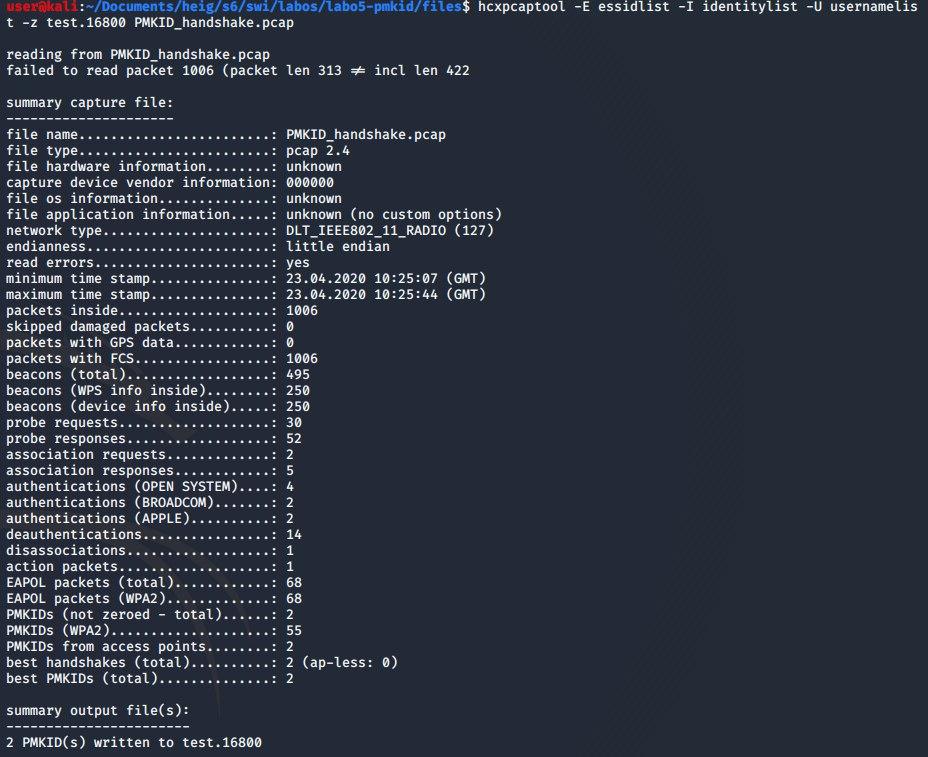 user@kali:~/Documents/heig/s6/swi/labos/labo5-pmkid/files$ hcxpcaptool -E essidlist -I identitylist -U usernamelis
t -z test.16800 PMKID_handshake.pcap
reading from PMKID_handshake.pcap
failed to read packet 1006 (packet len 313 ≠ incl len 422
summary capture file:
---------------------
file name........................: PMKID_handshake.pcap
file type........................: pcap 2.4
file hardware information........: unknown
capture device vendor information: 000000
file os information..............: unknown
file application information.....: unknown (no custom options)
network type.....................: DLT_IEEE802_11_RADIO (127)
endianness.......................: little endian
read errors......................: yes
minimum time stamp...............: 23.04.2020 10:25:07 (GMT)
maximum time stamp...............: 23.04.2020 10:25:44 (GMT)
packets inside...................: 1006
skipped damaged packets..........: 0
packets with GPS data............: 0
packets with FCS.................: 1006
beacons (total)..................: 495
beacons (WPS info inside)........: 250
beacons (device info inside).....: 250
probe requests...................: 30
probe responses..................: 52
association requests.............: 2
association responses............: 5
authentications (OPEN SYSTEM)....: 4
authentications (BROADCOM).......: 2
authentications (APPLE)..........: 2
deauthentications................: 14
disassociations..................: 1
action packets...................: 1
EAPOL packets (total)............: 68
EAPOL packets (WPA2).............: 68
PMKIDs (not zeroed - total)......: 2
PMKIDs (WPA2)....................: 55
PMKIDs from access points........: 2
best handshakes (total)..........: 2 (ap-less: 0)
best PMKIDs (total)..............: 2
summary output file(s):
-----------------------
2 PMKID(s) written to test.16800